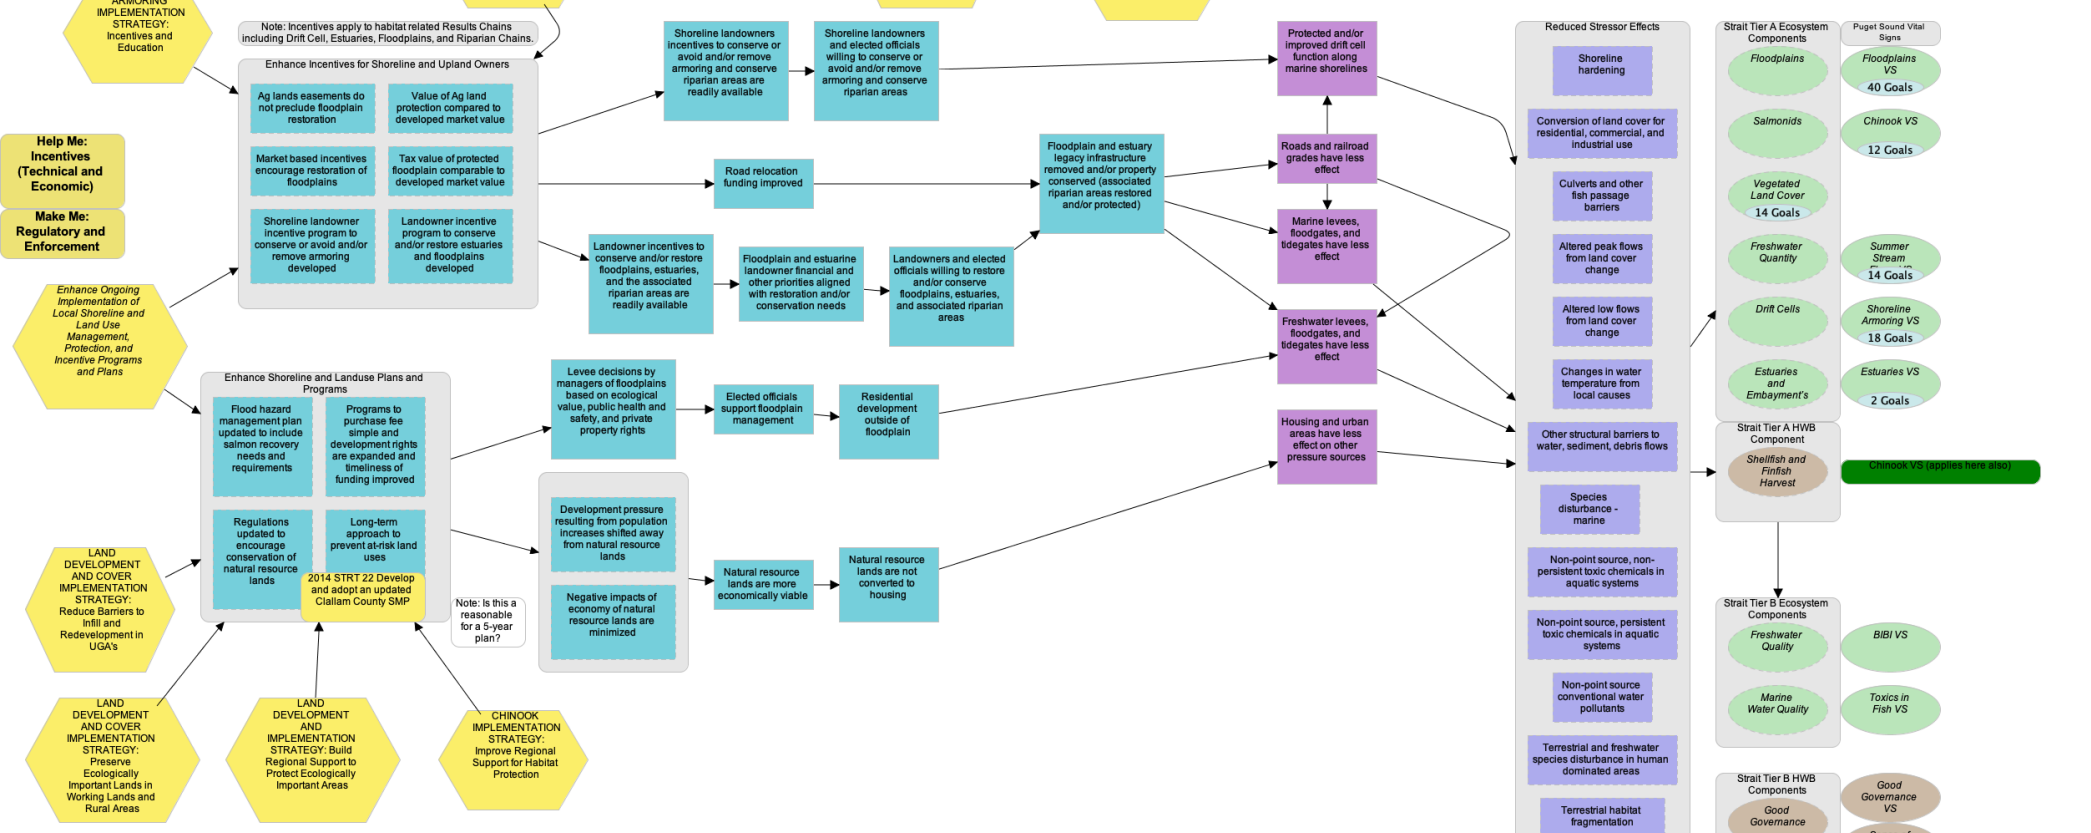 ARMORING
IMPLEMENTATION
STRATEGY:
Incentives and
Education
Note: Incentives apply to habitat related Results Chains
including Drift Cell, Estuaries, Floodplains, and Riparian Chains.
Enhance Incentives for Shoreline and Upland Owners
Ag lands easements do
not preclude floodplain
restoration
Value of Ag land
protection compared to
developed market value
Market based incentives
encourage restoration of
floodplains
Tax value of protected
floodplain comparable to
developed market value
Shoreline landowner
incentive program to
conserve or avoid and/or
remove armoring
developed
Landowner incentive
program to conserve
and/or restore estuaries
and floodplains
developed
Help Me:
Incentives
(Technical and
Economic)
Make Me:
Regulatory and
Enforcement
Enhance Ongoing
Implementation of
Local Shoreline and
Land Use
Management,
Protection, and
Incentive Programs
and Plans
Shoreline landowners
incentives to conserve or
avoid and/or remove
armoring and conserve
riparian areas are
readily available
Shoreline landowners
and elected officials
willing to conserve or
avoid and/or remove
armoring and conserve
riparian areas
Road relocation
funding improved
Landowner incentives to
conserve and/or restore
floodplains, estuaries,
and the associated
riparian areas are
readily available
Floodplain and estuarine
landowner financial and
other priorities aligned
with restoration and/or
conservation needs
Landowners and elected
officials willing to restore
and/or conserve
floodplains, estuaries,
and associated riparian
areas
Floodplain and estuary
legacy infrastructure
removed and/or property
conserved (associated
riparian areas restored
and/or protected)
Protected and/or
improved drift cell
function along
marine shorelines
Roads and railroad
grades have less
effect
Marine levees,
floodgates, and
tidegates have less
effect
Freshwater levees,
floodgates, and
tidegates have less
effect
Housing and urban
areas have less
effect on other
pressure sources
Enhance Shoreline and Landuse Plans and
Programs
Flood hazard
management plan
updated to include
salmon recovery
needs and
requirements
Programs to
purchase fee
simple and
development rights
are expanded and
timeliness of
funding improved
Regulations
updated to
encourage
conservation of
natural resource
lands
Long-term
approach to
prevent at-risk land
uses
2014 STRT 22 Develop
and adopt an updated
Clallam County SMP
Note: Is this a
reasonable
for a 5-year
plan?
Levee decisions by
managers of floodplains
based on ecological
value, public health and
safety, and private
property rights
Elected officials
support floodplain
management
Residential
development
outside of
floodplain
Development pressure
resulting from population
increases shifted away
from natural resource
lands
Negative impacts of
economy of natural
resource lands are
minimized
Natural resource
lands are more
economically viable
Natural resource
lands are not
converted to
housing
LAND
DEVELOPMENT
AND COVER
IMPLEMENTATION
STRATEGY:
Reduce Barriers to
Infill and
Redevelopment in
UGA's
LAND
DEVELOPMENT
AND COVER
IMPLEMENTATION
STRATEGY:
Preserve
Ecologically
Important Lands in
Working Lands and
Rural Areas
LAND
DEVELOPMENT
AND
IMPLEMENTATION
STRATEGY: Build
Regional Support to
Protect Ecologically
Important Areas
CHINOOK
IMPLEMENTATION
STRATEGY:
Improve Regional
Support for Habitat
Protection
Reduced Stressor Effects
Shoreline
hardening
Conversion of land cover for
residential, commercial, and
industrial use
Culverts and other
fish passage
barriers
Altered peak flows
from land cover
change
Altered low flows
from land cover
change
Changes in water
temperature from
local causes
Other structural barriers to
water, sediment, debris flows
Species
disturbance -
marine
Non-point source, non-
persistent toxic chemicals in
aquatic systems
Non-point source, persistent
toxic chemicals in aquatic
systems
Non-point source
conventional water
pollutants
Terrestrial and freshwater
species disturbance in human
dominated areas
Terrestrial habitat
fragmentation
Strait Tier A Ecosystem
Components
Puget Sound Vital
Signs
Floodplains
Floodplains
VS
40 Goals
Salmonids
Chinook VS
12 Goals
Vegetated
Land Cover
14 Goals
Freshwater
Quantity
Summer
Stream
14 Goals
Drift Cells
Shoreline
Armoring VS
18 Goals
Estuaries
and
Embayment's
Estuaries VS
2 Goals
Strait Tier A HWB
Component
Shellfish and
Finfish
Harvest
Chinook VS (applies here also)
Strait Tier B Ecosystem
Components
Freshwater
Quality
BIBI VS
Marine
Water Quality
Toxics in
Fish VS
Strait Tier B HWB
Components
Good
Governance
Good
Governance
VS